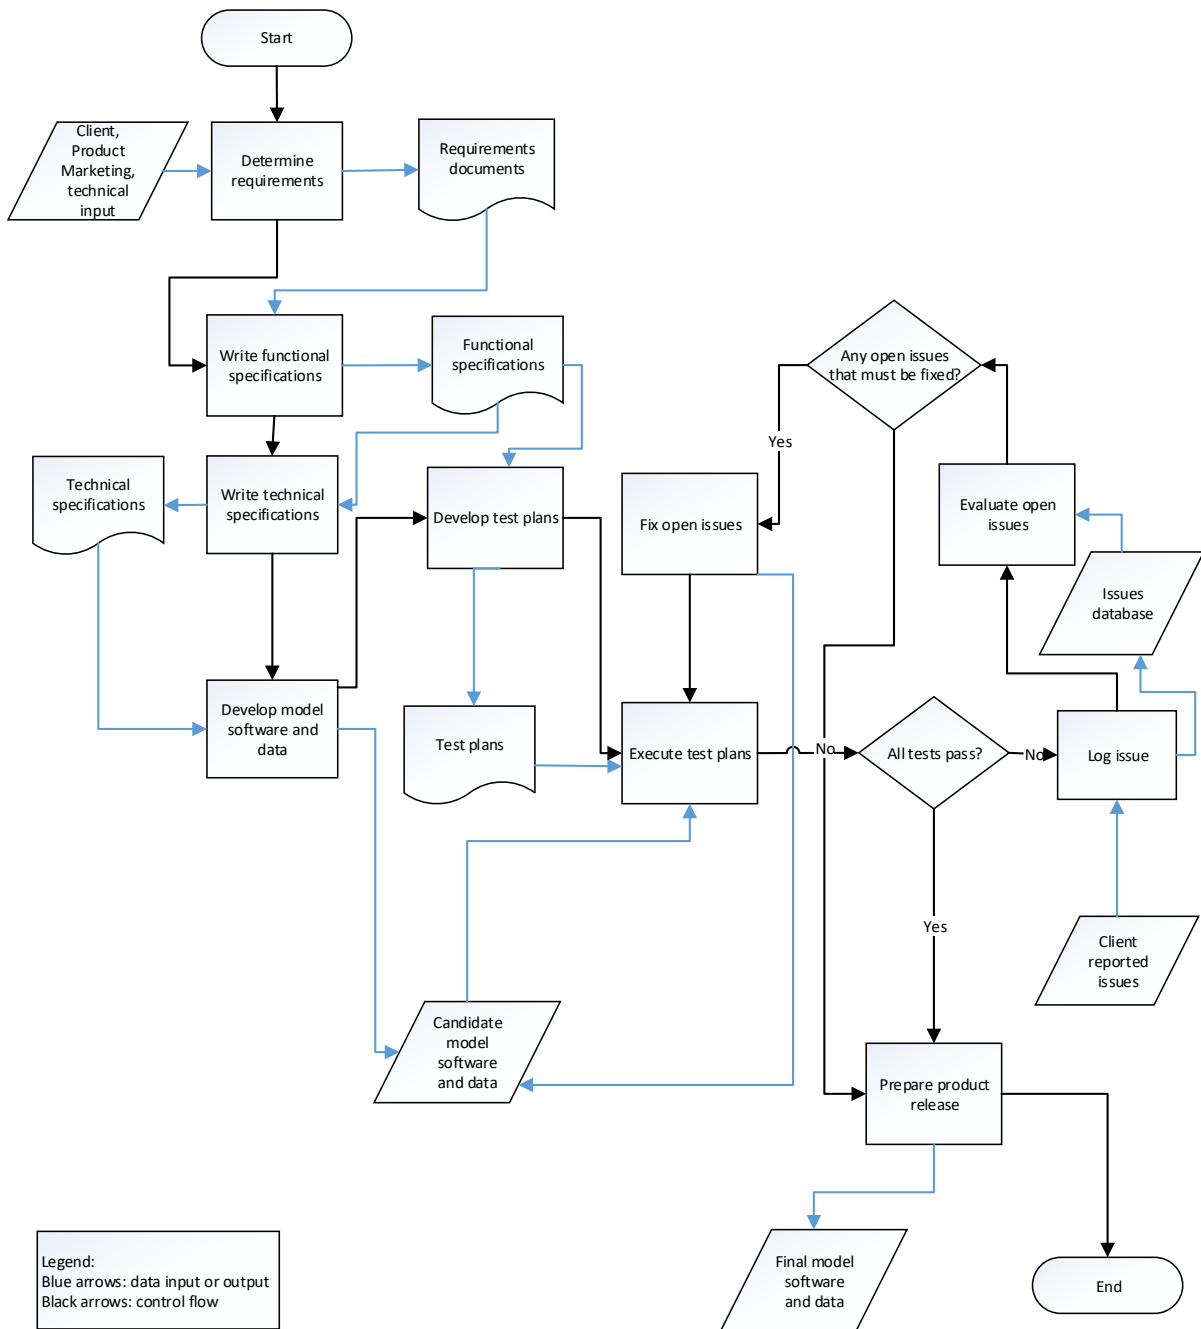 Start
Client,
Product
Marketing,
technical
input
Determine
requirements
Requirements
documents
Write functional
specifications
Functional
specifications
Any open issues
that must be fixed?
Yes
Technical
specifications
Write technical
specifications
Develop test plans
Fix open issues
Evaluate open
issues
Issues
database
Develop model
software and
data
Test plans
Execute test plans
No
All tests pass?
No
Log issue
Yes
Client
reported
issues
Candidate
model
software
and data
Prepare product
release
Legend:
Blue arrows: data input or output
Black arrows: control flow
Final model
software
and data
End